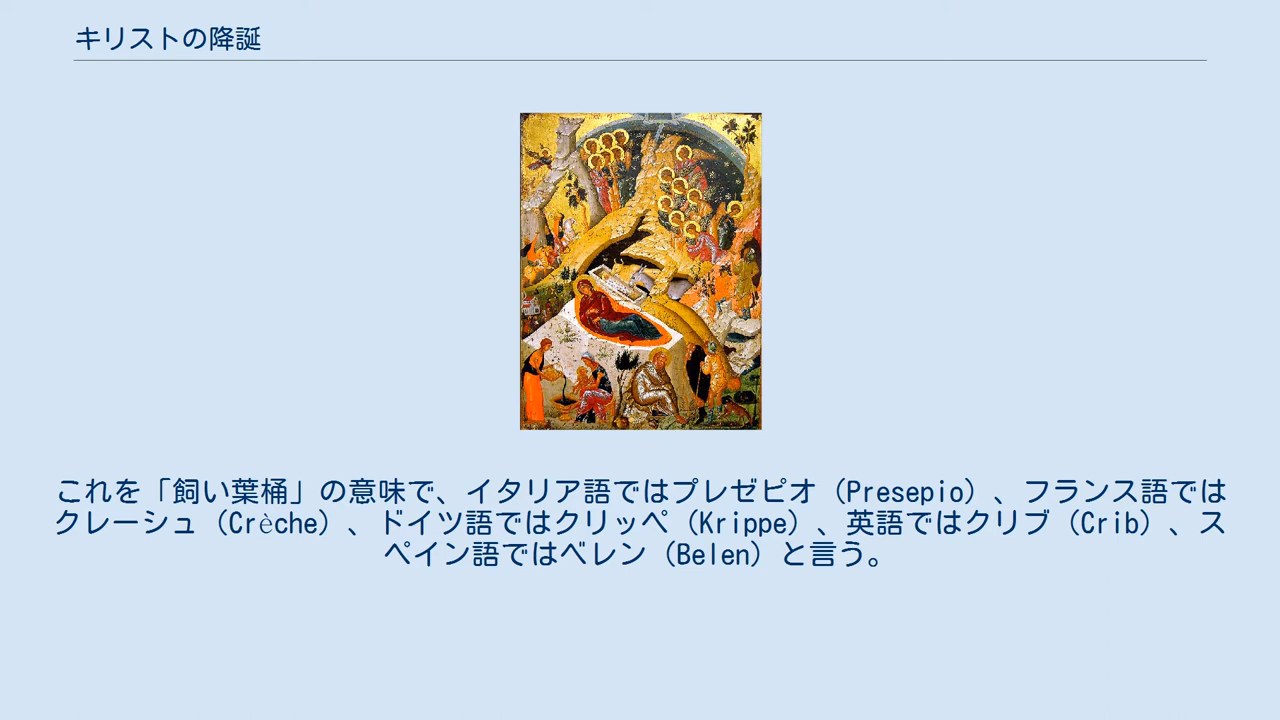 キリストの降誕
これを「飼い葉桶」の意味で、イタリア語ではプレゼピオ（Presepio）、フランス語では
クレーシュ（Crèche）、ドイツ語ではクリッペ（Krippe）、英語ではクリブ（Crib）、ス
ペイン語ではベレン（Belen）と言う。